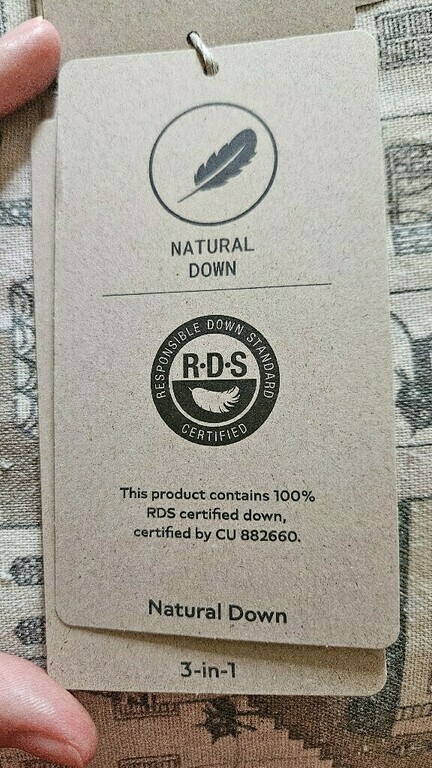 NATURAL
DOWN
RESPONSIBLE DOWN STANDARD
R·D·S
CERTIFIED
This product contains 100%
RDS certified down,
certified by CU 882660.
Natural Down
3-in-1